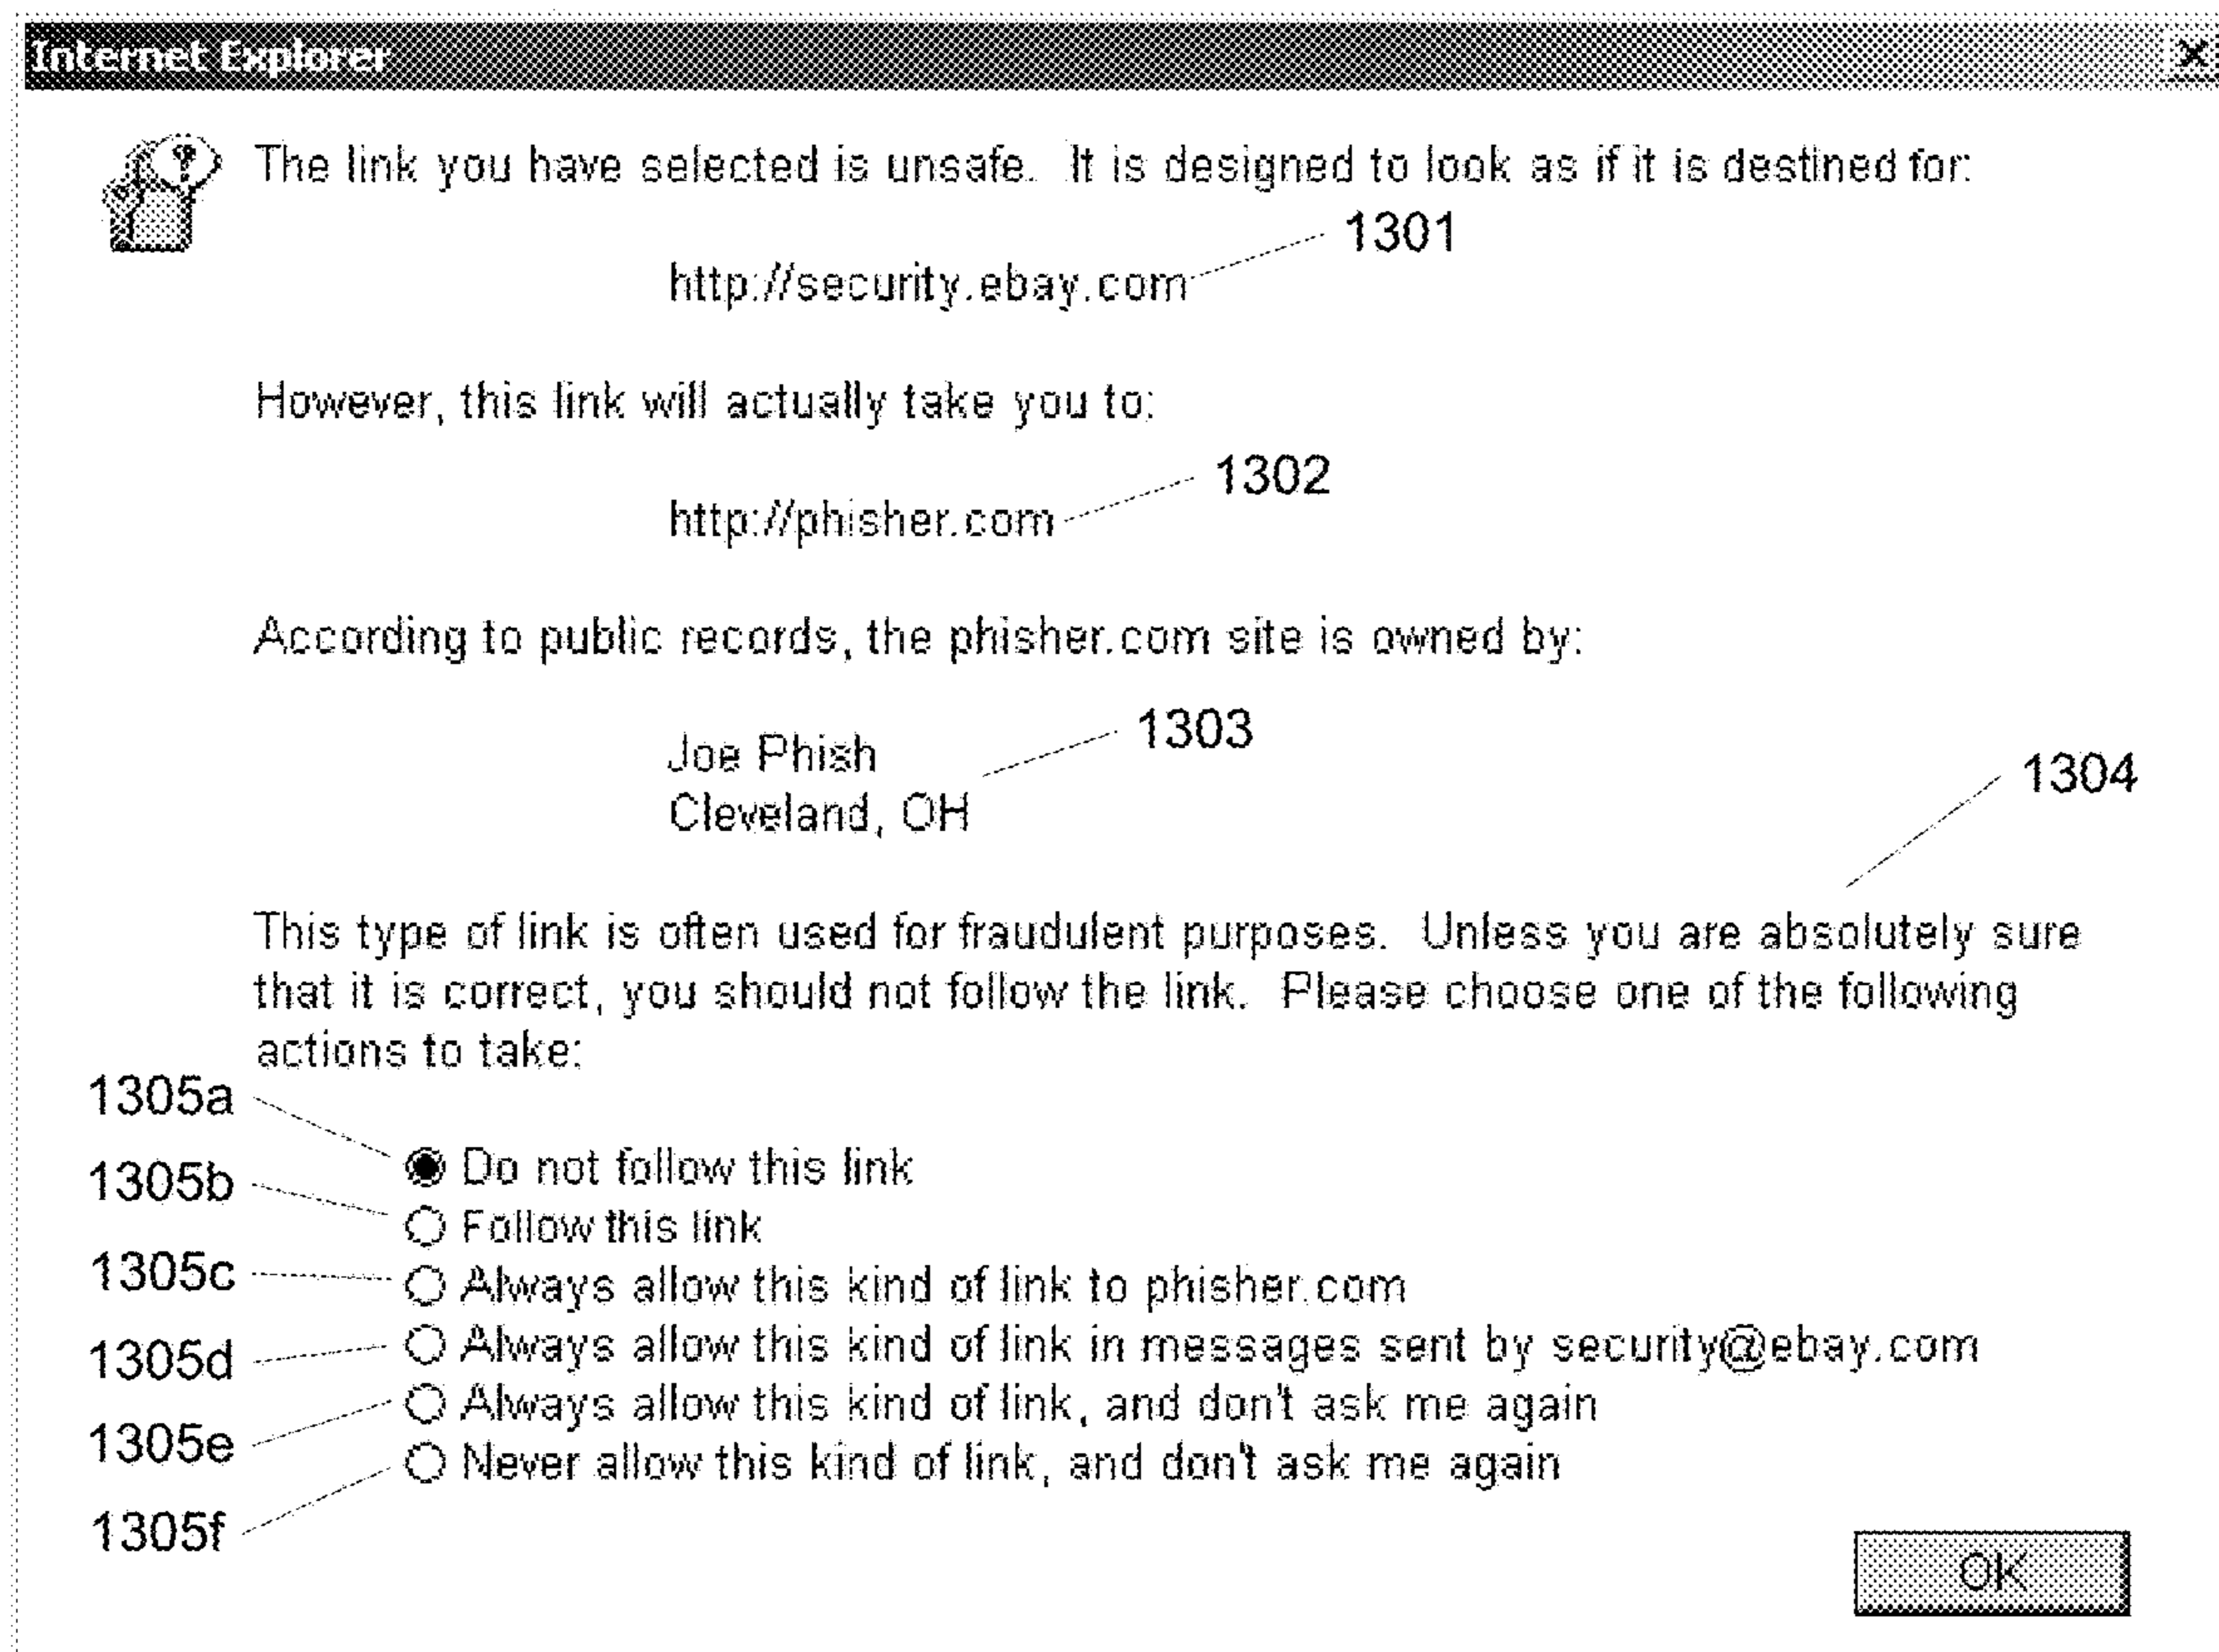 Internet Explorer
The link you have selected is unsafe. It is designed to look as if it is destined for:
1301
http://security.ebay.com
However, this link will actually take you to:
1302
http://phisher.com
According to public records, the phisher.com site is owned by:
1303
Joe Phish
1304
Cleveland, OH
This type of link is often used for fraudulent purposes. Unless you are absolutely sure
that it is correct, you should not follow the link. Please choose one of the following
actions to take:
1305a
Do not follow this link
1305b
Follow this link
1305c
Always allow this kind of link to phisher.com
1305d
Always allow this kind of link in messages sent by security@ebay.com
1305e
Always allow this kind of link, and don't ask me again
1305f
Never allow this kind of link, and don't ask me again
OK